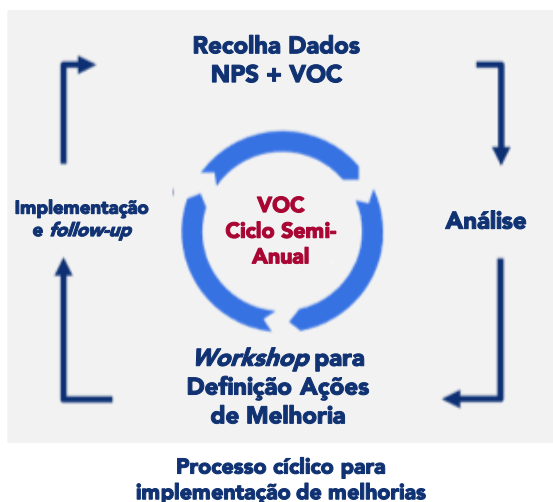 Recolha Dados
NPS + VOC
VOC
Ciclo Semi-
Anual
Análise
Workshop para
Definição Ações
de Melhoria
Implementação
e follow-up
Processo cíclico para
implementação de melhorias